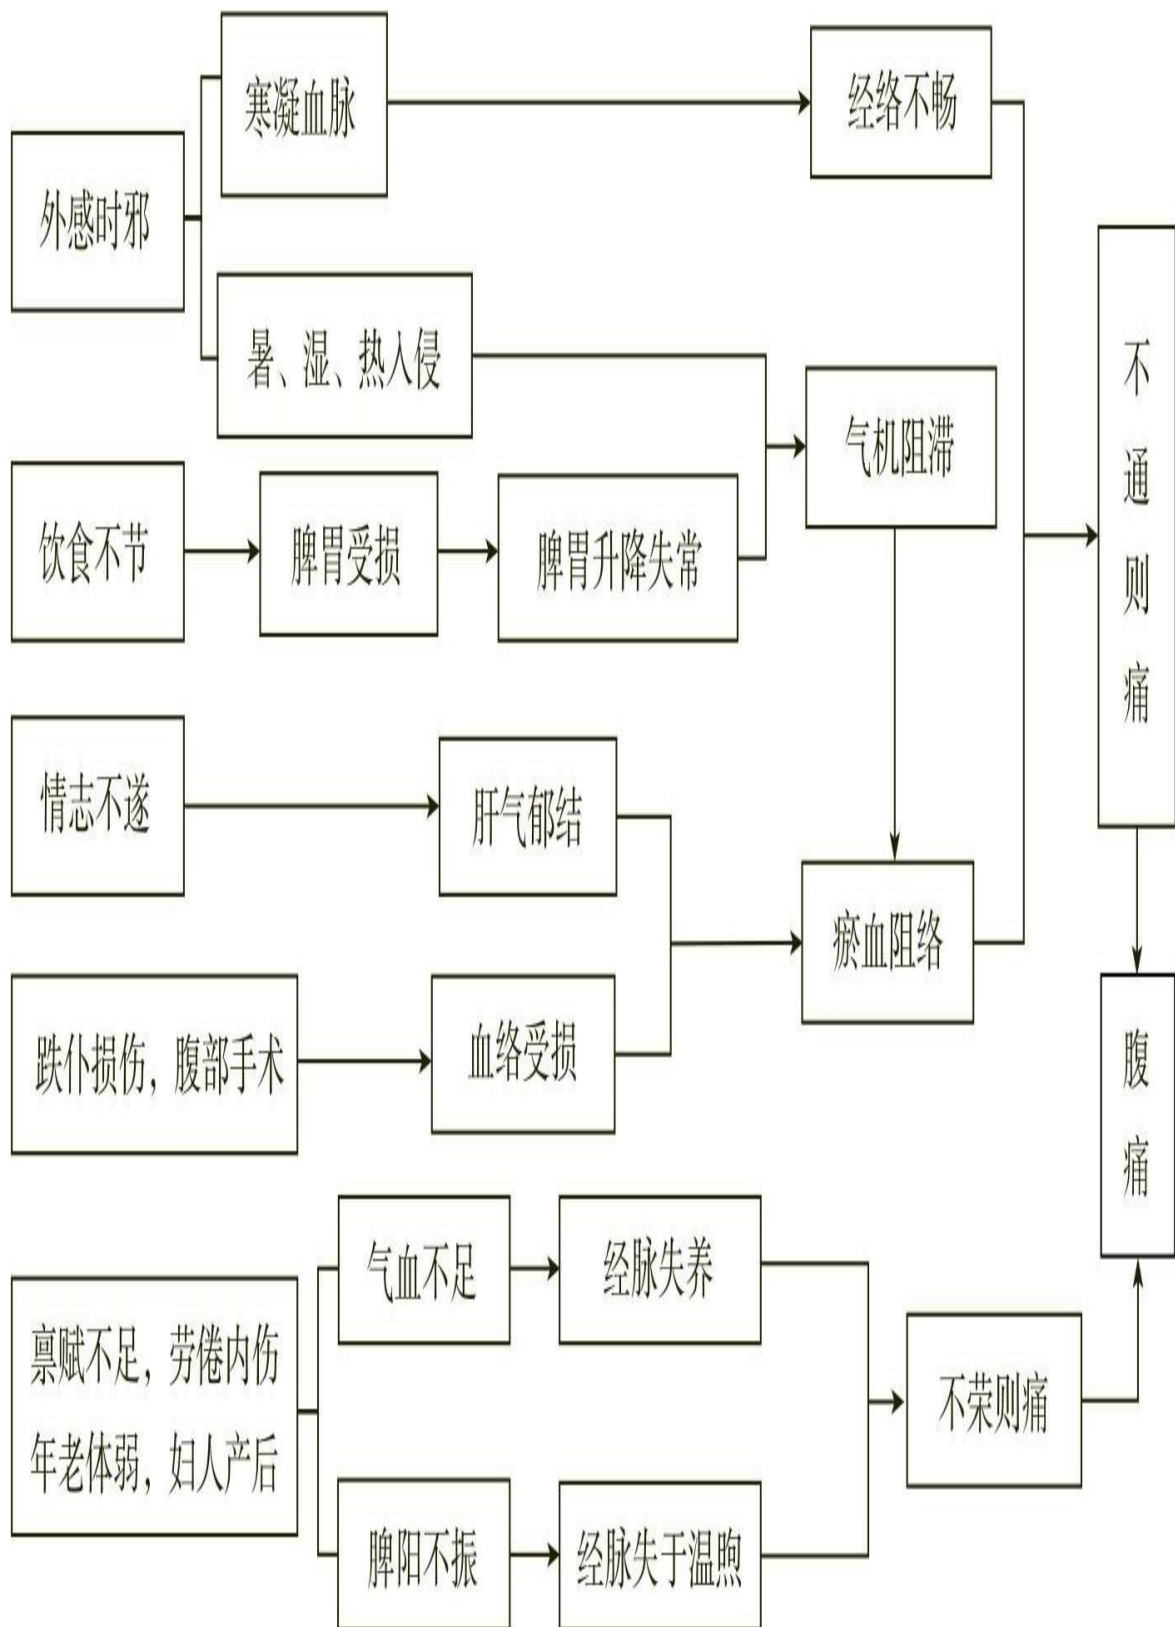 寒凝血脉
经络不畅
外感时邪
暑、湿、热入侵
气机阻滞
不通则痛
饮食不节
脾胃受损
脾胃升降失常
情志不遂
肝气郁结
瘀血阻络
跌仆损伤，腹部手术
血络受损
腹痛
气血不足
经脉失养
禀赋不足，劳倦内伤
年老体弱，妇人产后
不荣则痛
脾阳不振
经脉失于温煦